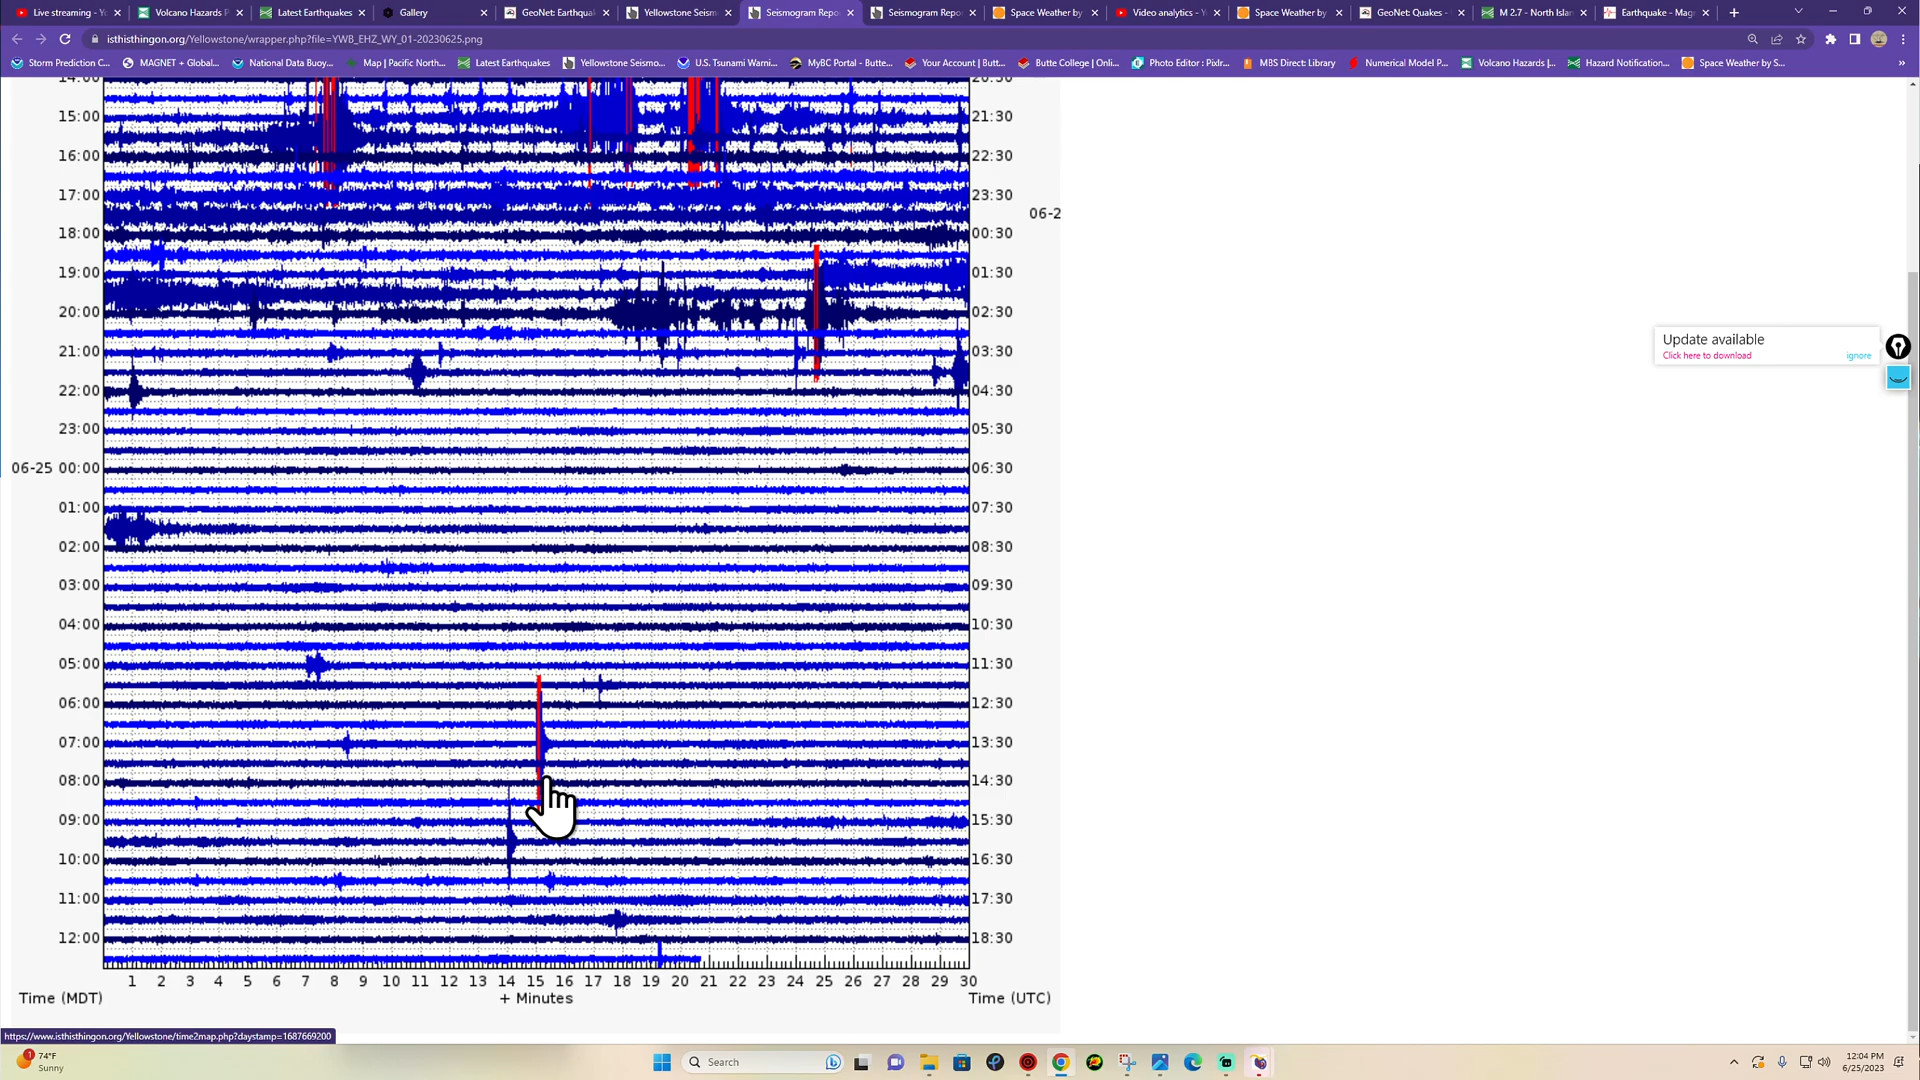 Live streaming - Y
Volcano Hazards P
Latest Earthquakes
Gallery
GeoNet: Earthqua
Yellowstone Seism
Seismogram Repo
Seismogram Repo
Space Weather by
Video analytics - Y
Space Weather by
GeoNet: Quakes -
M 2.7 - North Islan
Earthquake - Mag
isthisthingon.org/Yellowstone/wrapper.php?file=YWB_EHZ_WY_01-20230625.png
Storm Prediction C...
MAGNET + Global...
National Data Buoy...
Map | Pacific North...
Latest Earthquakes
Yellowstone Seismo...
U.S. Tsunami Warni...
MyBC Portal - Butte...
Your Account | Butt...
Butte College | Onli...
Photo Editor : Pixlr...
MBS Direct Library
Numerical Model P...
Volcano Hazards |...
Hazard Notification...
Space Weather by S...
14:00 20:30
15:00 21:30
16:00 22:30
17:00 23:30
06-2
18:00 00:30
19:00 01:30
20:00 02:30
21:00 03:30
22:00 04:30
23:00 05:30
06-25 00:00 06:30
01:00 07:30
02:00 08:30
03:00 09:30
04:00 10:30
05:00 11:30
06:00 12:30
07:00 13:30
08:00 14:30
09:00 15:30
10:00 16:30
11:00 17:30
12:00 18:30
1 2 3 4 5 6 7 8 9 10 11 12 13 14 15 16 17 18 19 20 21 22 23 24 25 26 27 28 29 30
Time (MDT) + Minutes Time (UTC)
Update available
Click here to download ignore
https://www.isthisthingon.org/Yellowstone/time2map.php?daystamp=1687669200
1
74°F
Sunny
Search
12:04 PM
6/25/2023